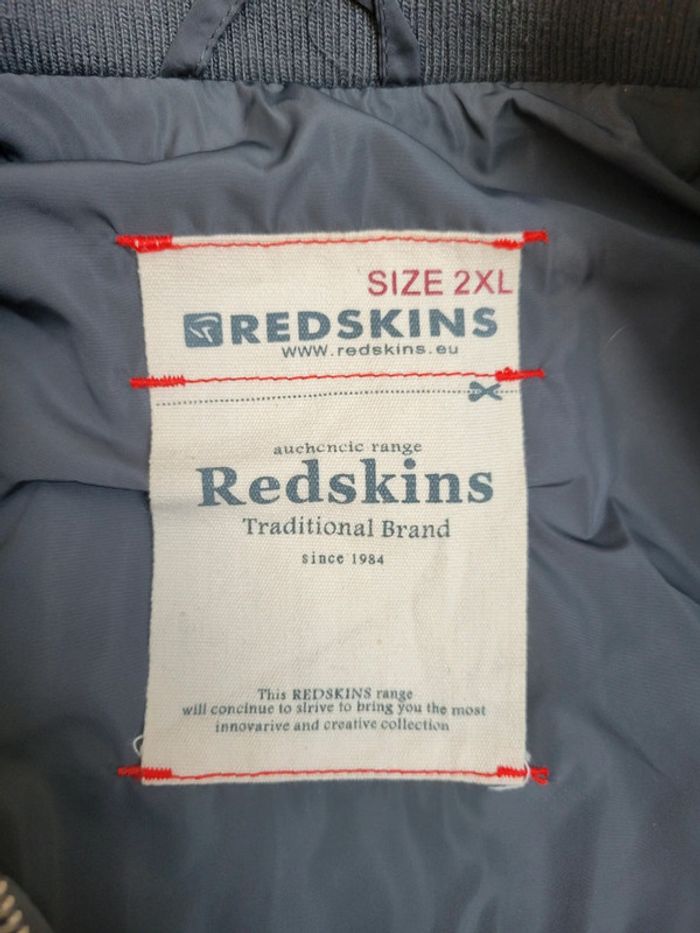 SIZE 2XL
REDSKINS
www.redskins.eu
auchencic range
Redskins
Traditional Brand
since 1984
This REDSKINS range
will concinue to slrive to bring you the most
innovarive and creative collection